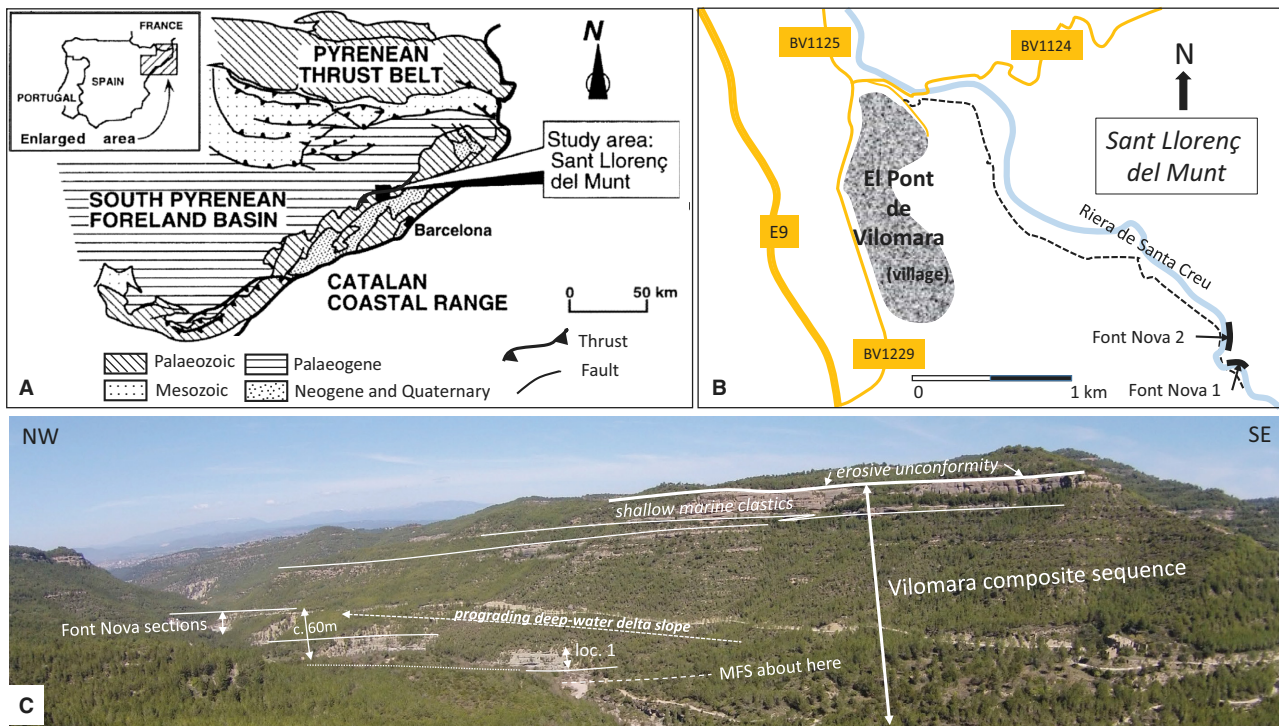 FRANCE
SPAIN
PORTUGAL
Enlarged area
PYRENEAN
THRUST BELT
N
Study area:
Sant Llorenç
del Munt
SOUTH PYRENEAN
FORELAND BASIN
Barcelona
CATALAN
COASTAL RANGE
0 50 km
Thrust
Fault
Palaeozoic
Palaeogene
Mesozoic
Neogene and Quaternary
A
BV1125
BV1124
N
Sant Llorenç
del Munt
El Pont
de
Vilomara
(village)
E9
Riera de Santa Creu
BV1229
Font Nova 2
Font Nova 1
0 1 km
B
NW
SE
erosive unconformity
shallow marine clastics
Vilomara composite sequence
Font Nova sections
c. 60m
prograding deep-water delta slope
loc. 1
MFS about here
C